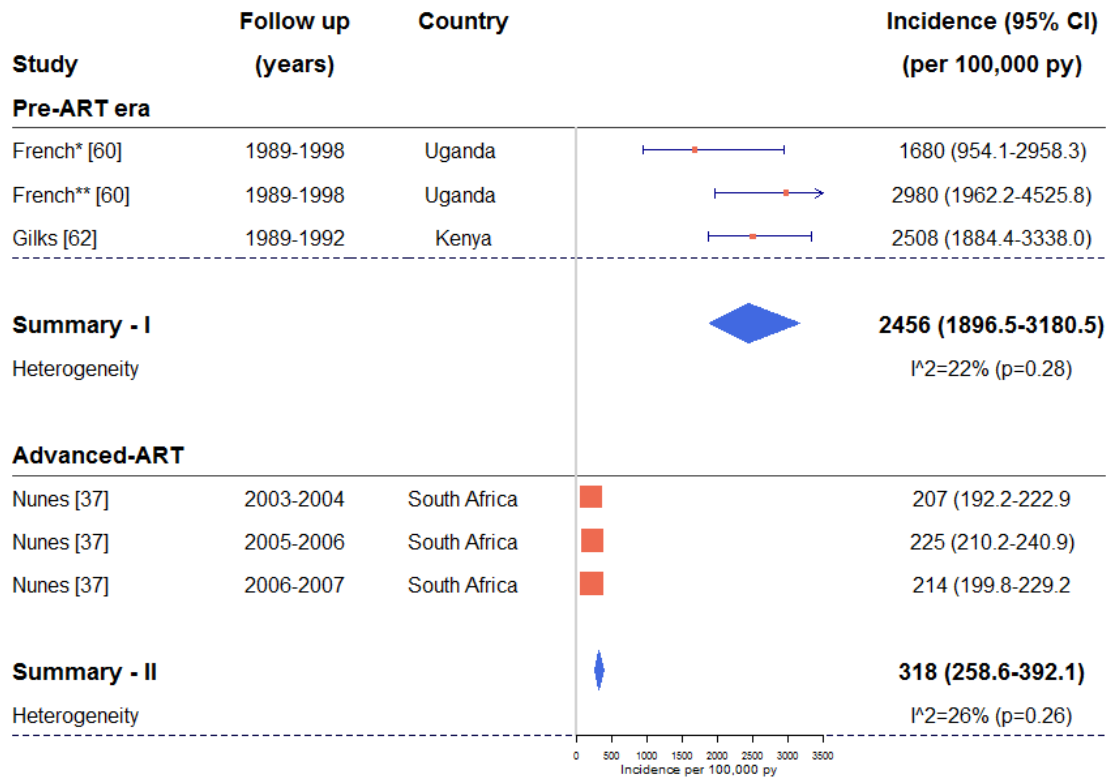 Follow up Country Incidence (95% CI)
Study (years) (per 100,000 py)
Pre-ART era
French* [60] 1989-1998 Uganda 1680 (954.1-2958.3)
French** [60] 1989-1998 Uganda 2980 (1962.2-4525.8)
Gilks [62] 1989-1992 Kenya 2508 (1884.4-3338.0)
Summary - I 2456 (1896.5-3180.5)
Heterogeneity I^2=22% (p=0.28)
Advanced-ART
Nunes [37] 2003-2004 South Africa 207 (192.2-222.9
Nunes [37] 2005-2006 South Africa 225 (210.2-240.9)
Nunes [37] 2006-2007 South Africa 214 (199.8-229.2
Summary - II 318 (258.6-392.1)
Heterogeneity I^2=26% (p=0.26)
0 500 1000 1500 2000 2500 3000 3500
Incidence per 100,000 py